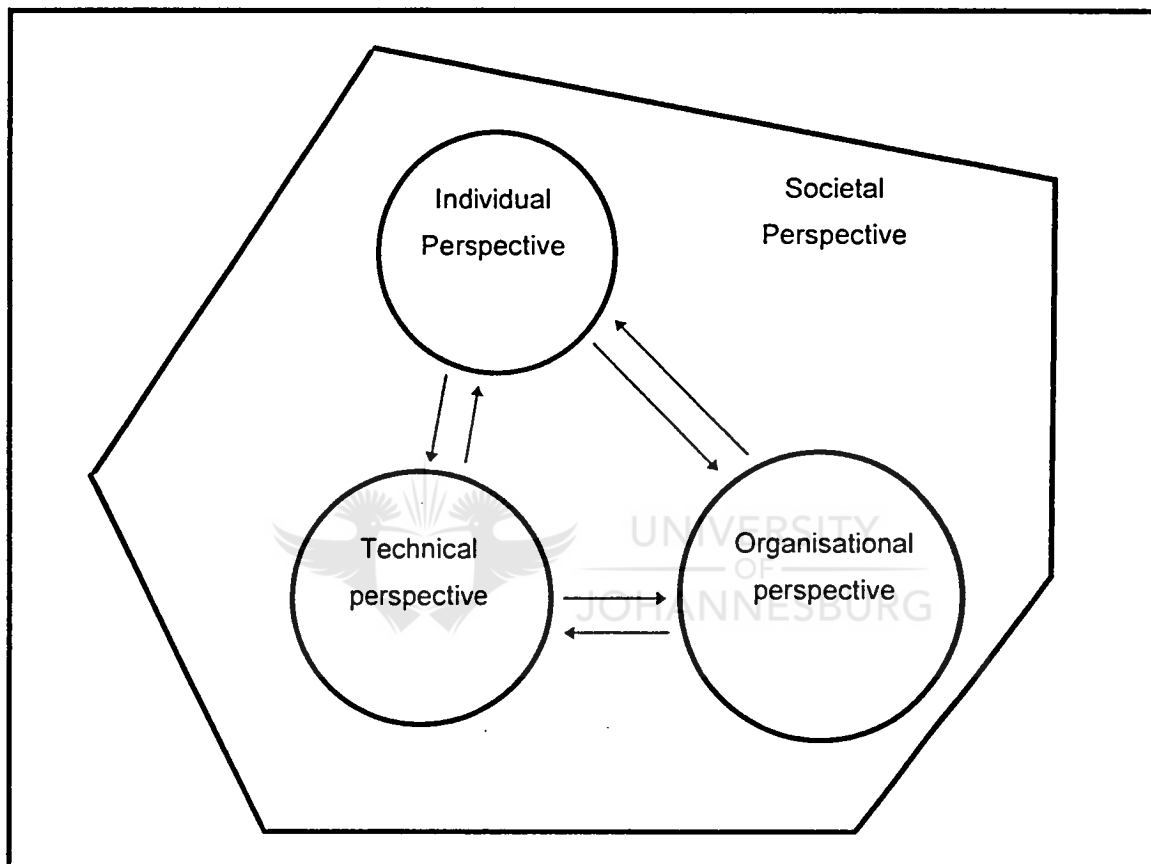 Individual
Perspective
Societal
Perspective
Technical
perspective
Organisational
perspective
UNIVERSITY
OF
JOHANNESBURG